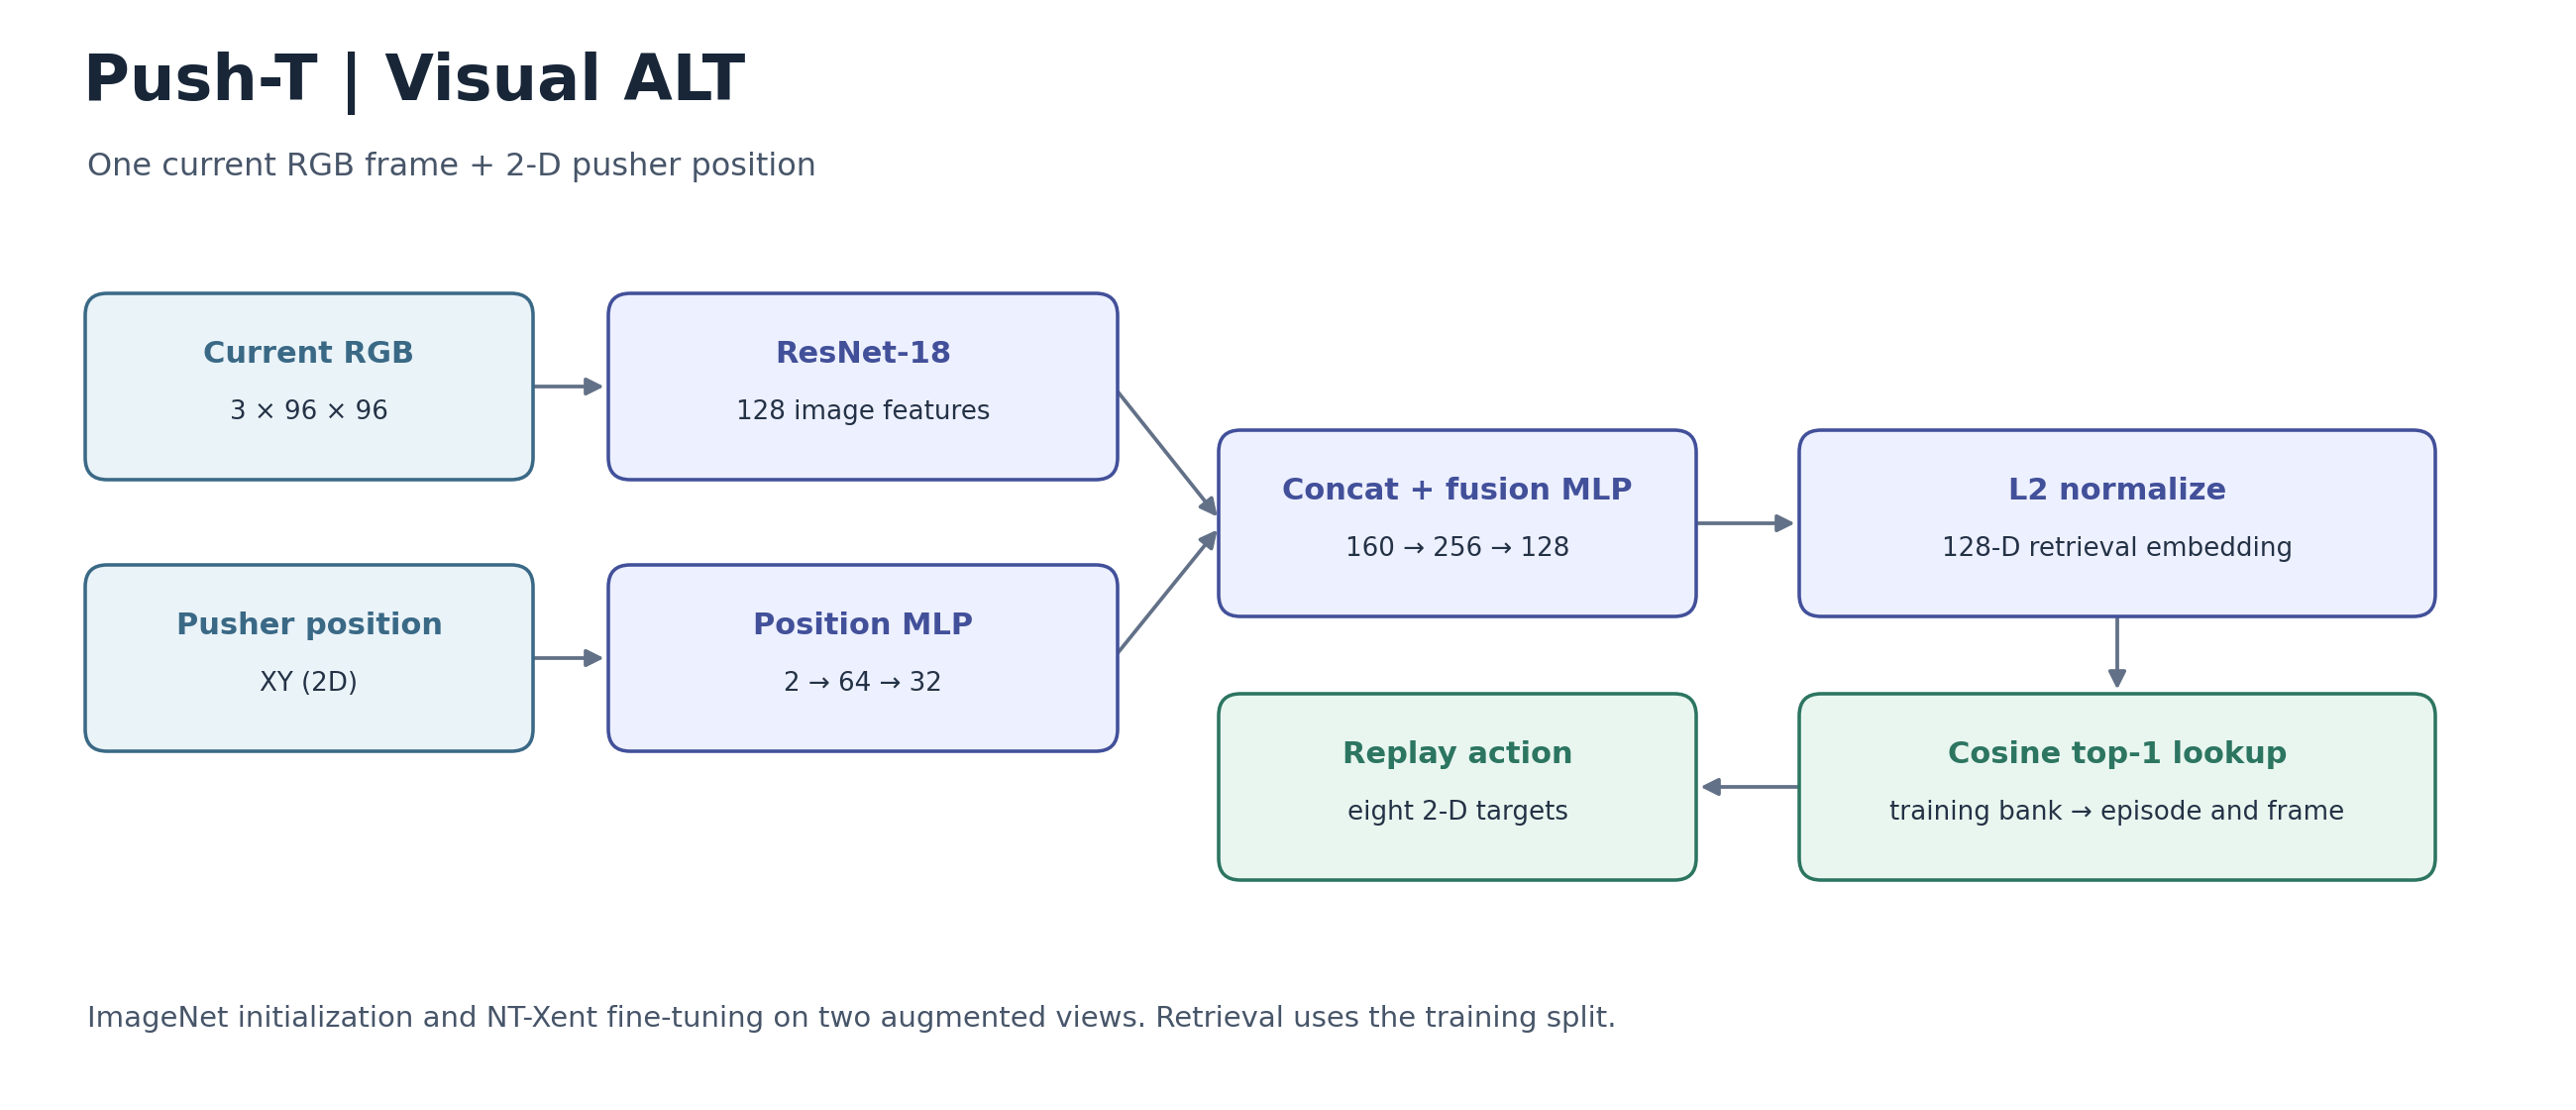 Push-T | Visual ALT
One current RGB frame + 2-D pusher position
Current RGB
3 × 96 × 96
ResNet-18
128 image features
Pusher position
XY (2D)
Position MLP
2 → 64 → 32
Concat + fusion MLP
160 → 256 → 128
L2 normalize
128-D retrieval embedding
Cosine top-1 lookup
training bank → episode and frame
Replay action
eight 2-D targets
ImageNet initialization and NT-Xent fine-tuning on two augmented views. Retrieval uses the training split.